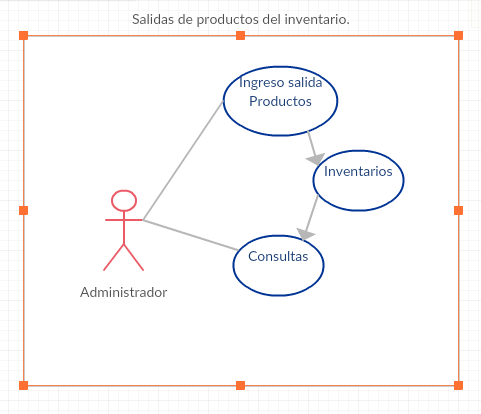 Salidas de productos del inventario.
Ingreso salida
Productos
Inventarios
Consultas
Administrador